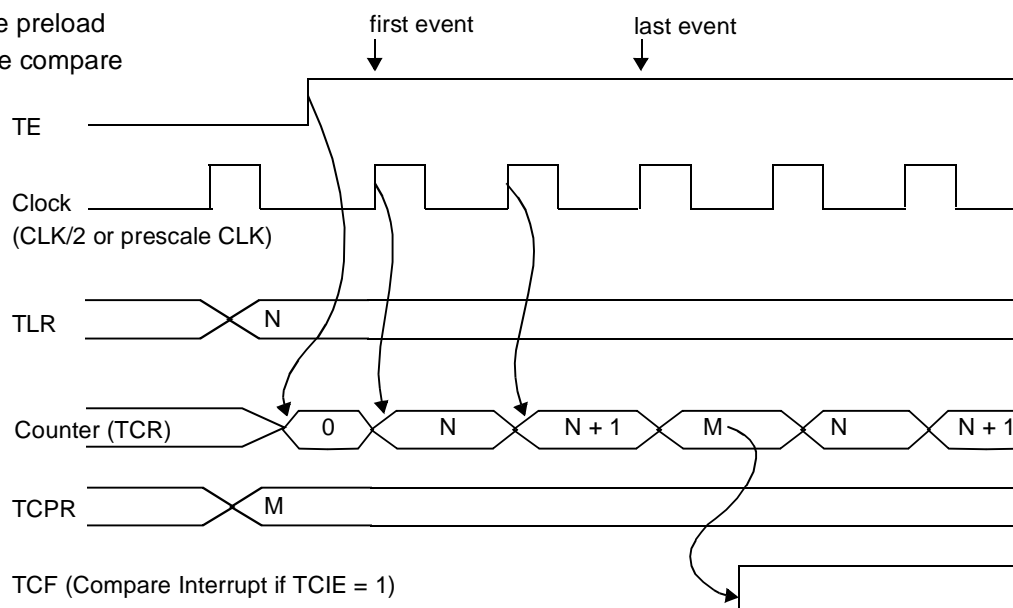 e preload
e compare
first event
last event
TE
Clock
(CLK/2 or prescale CLK)
TLR
N
Counter (TCR)
0
N
N + 1
M
N
N + 1
TCPR
M
TCF (Compare Interrupt if TCIE = 1)